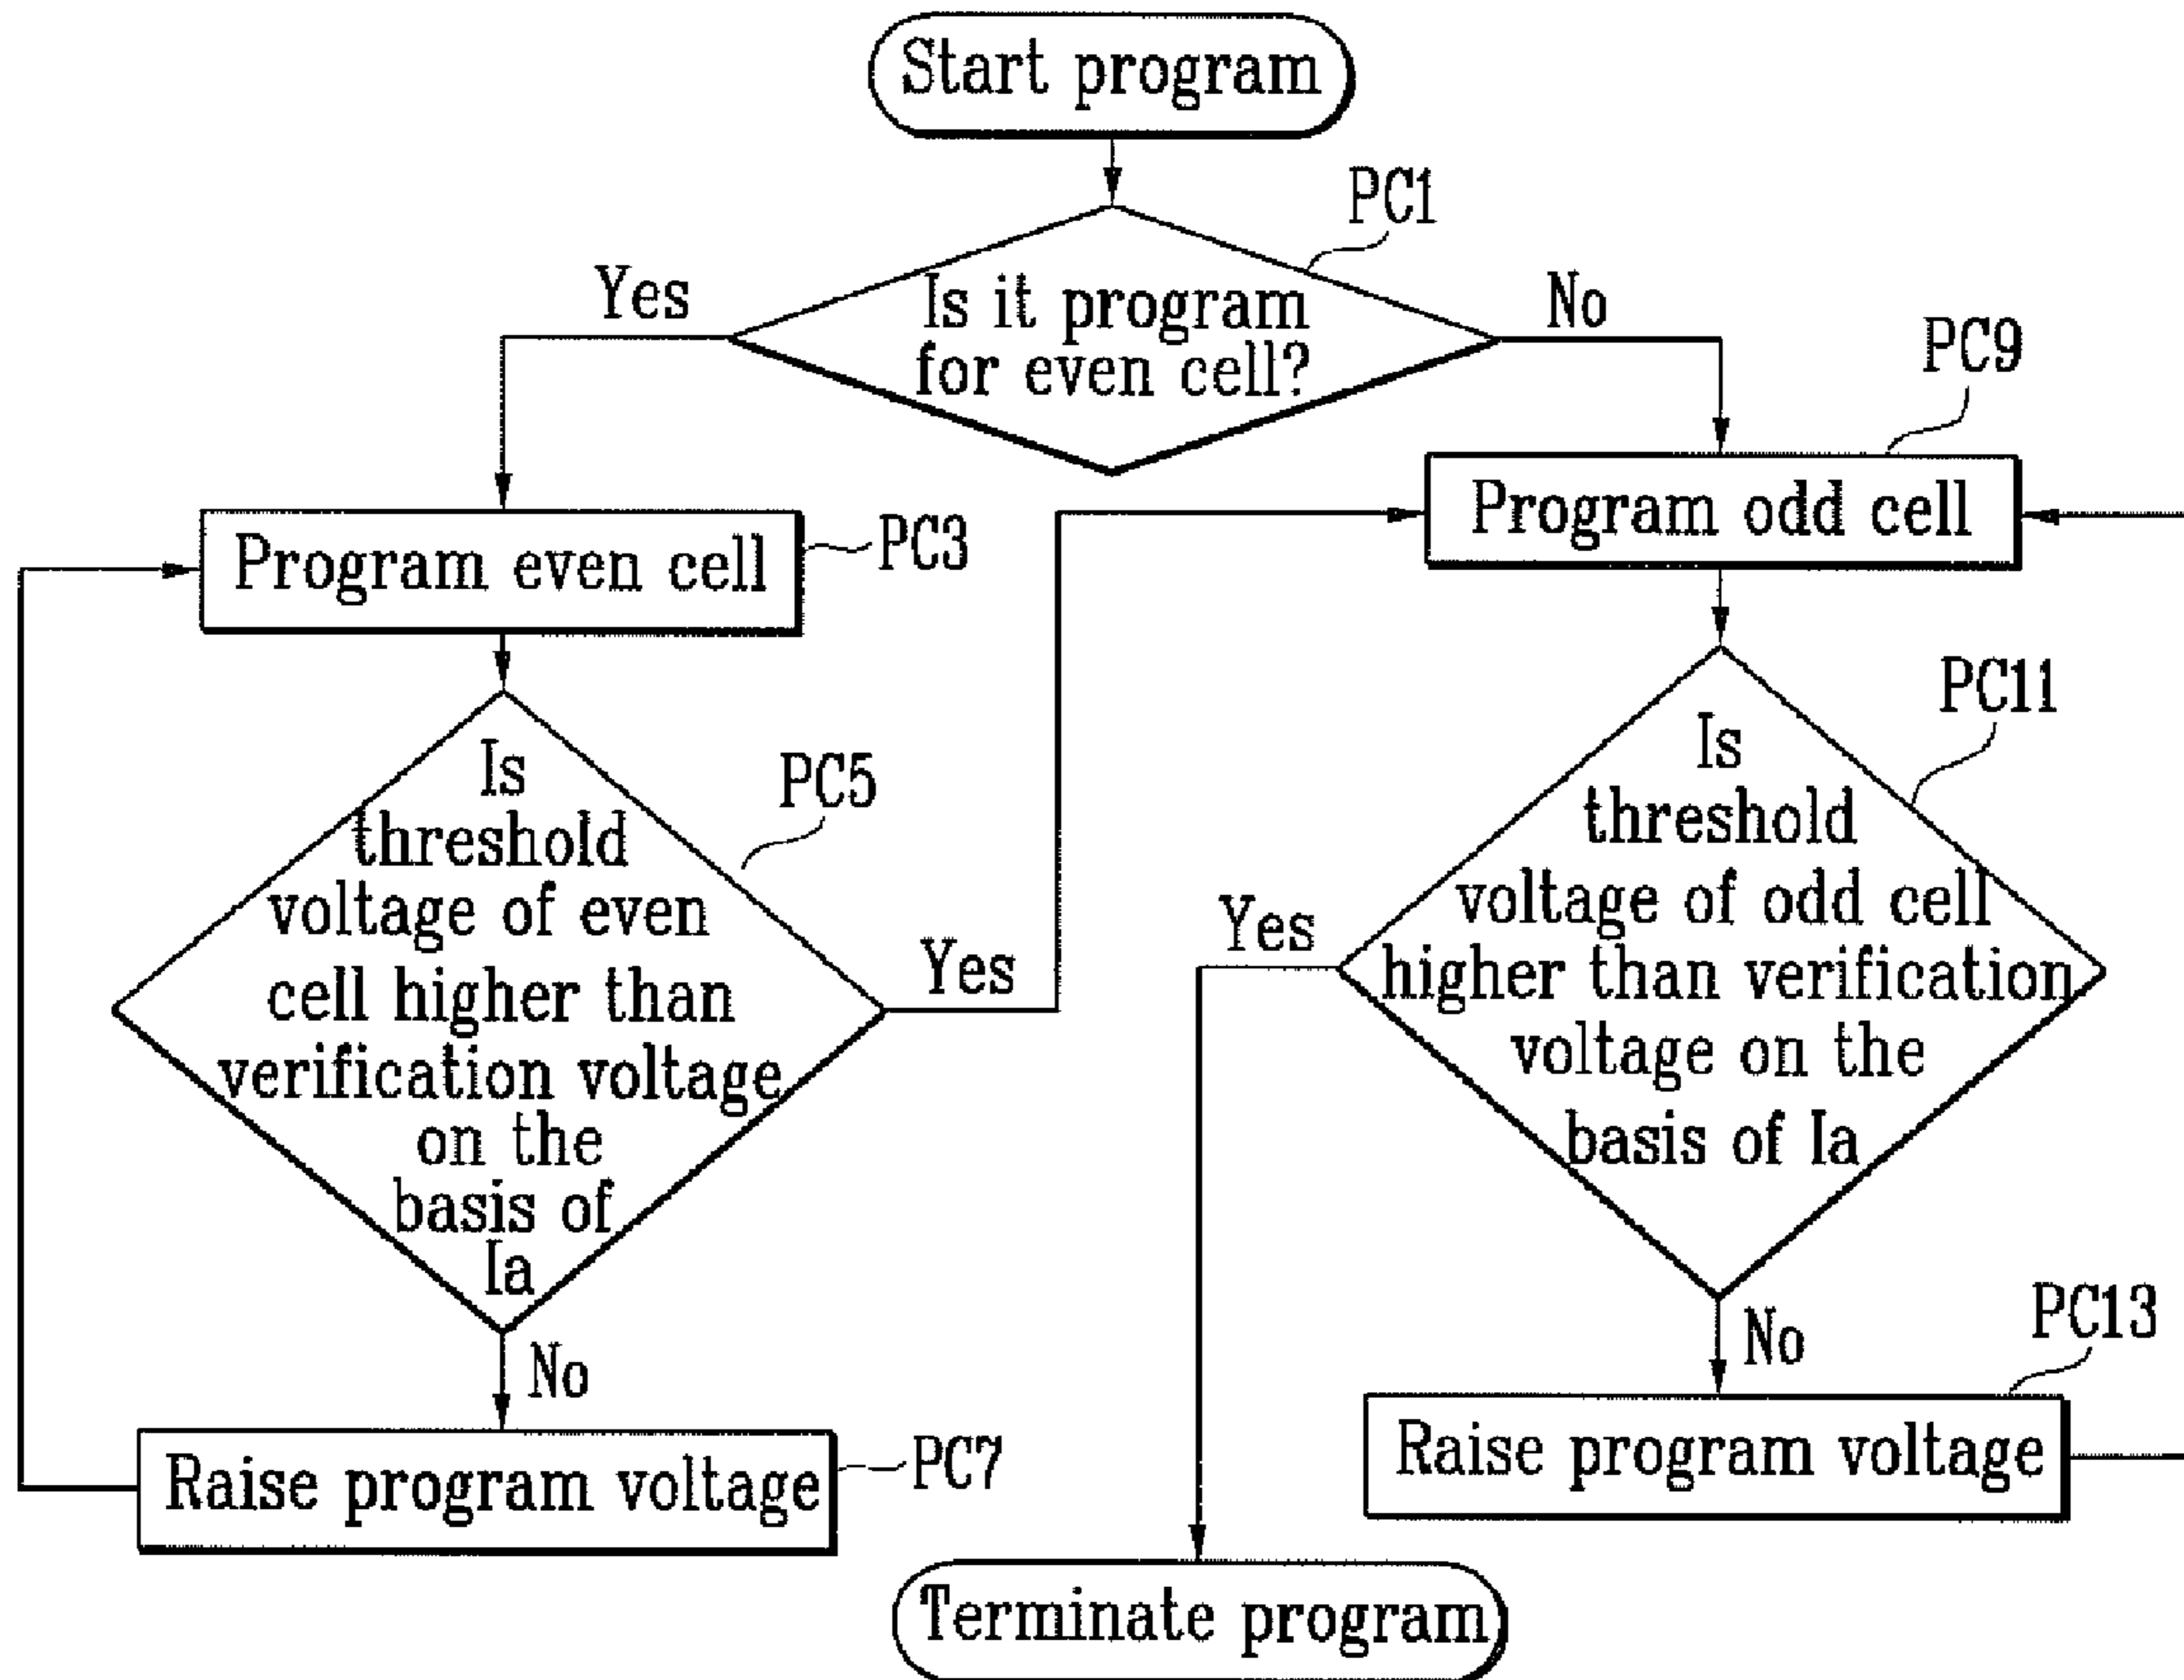 Start program
PC1
Is it program
for even cell?
Yes
No
PC9
Program odd cell
Program even cell
PC3
PC5
Is
threshold
voltage of even
cell higher than
verification voltage
on the
basis of
Ia
Yes
No
Raise program voltage
PC7
PC11
Is
threshold
voltage of odd cell
higher than verification
voltage on the
basis of Ia
Yes
No
PC13
Raise program voltage
Terminate program